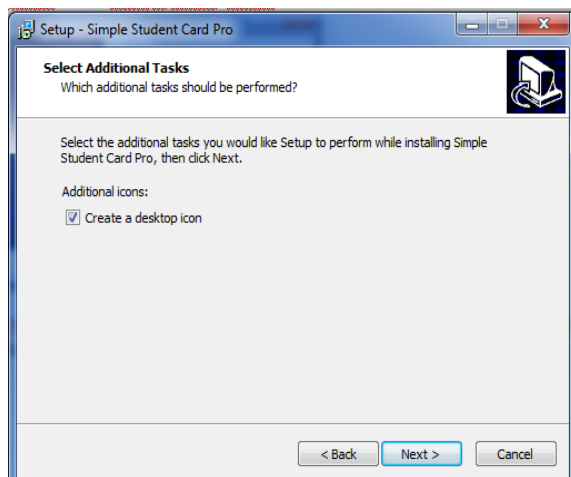 Setup - Simple Student Card Pro
Select Additional Tasks
Which additional tasks should be performed?
Select the additional tasks you would like Setup to perform while installing Simple
Student Card Pro, then click Next.
Additional icons:
Create a desktop icon
< Back
Next >
Cancel